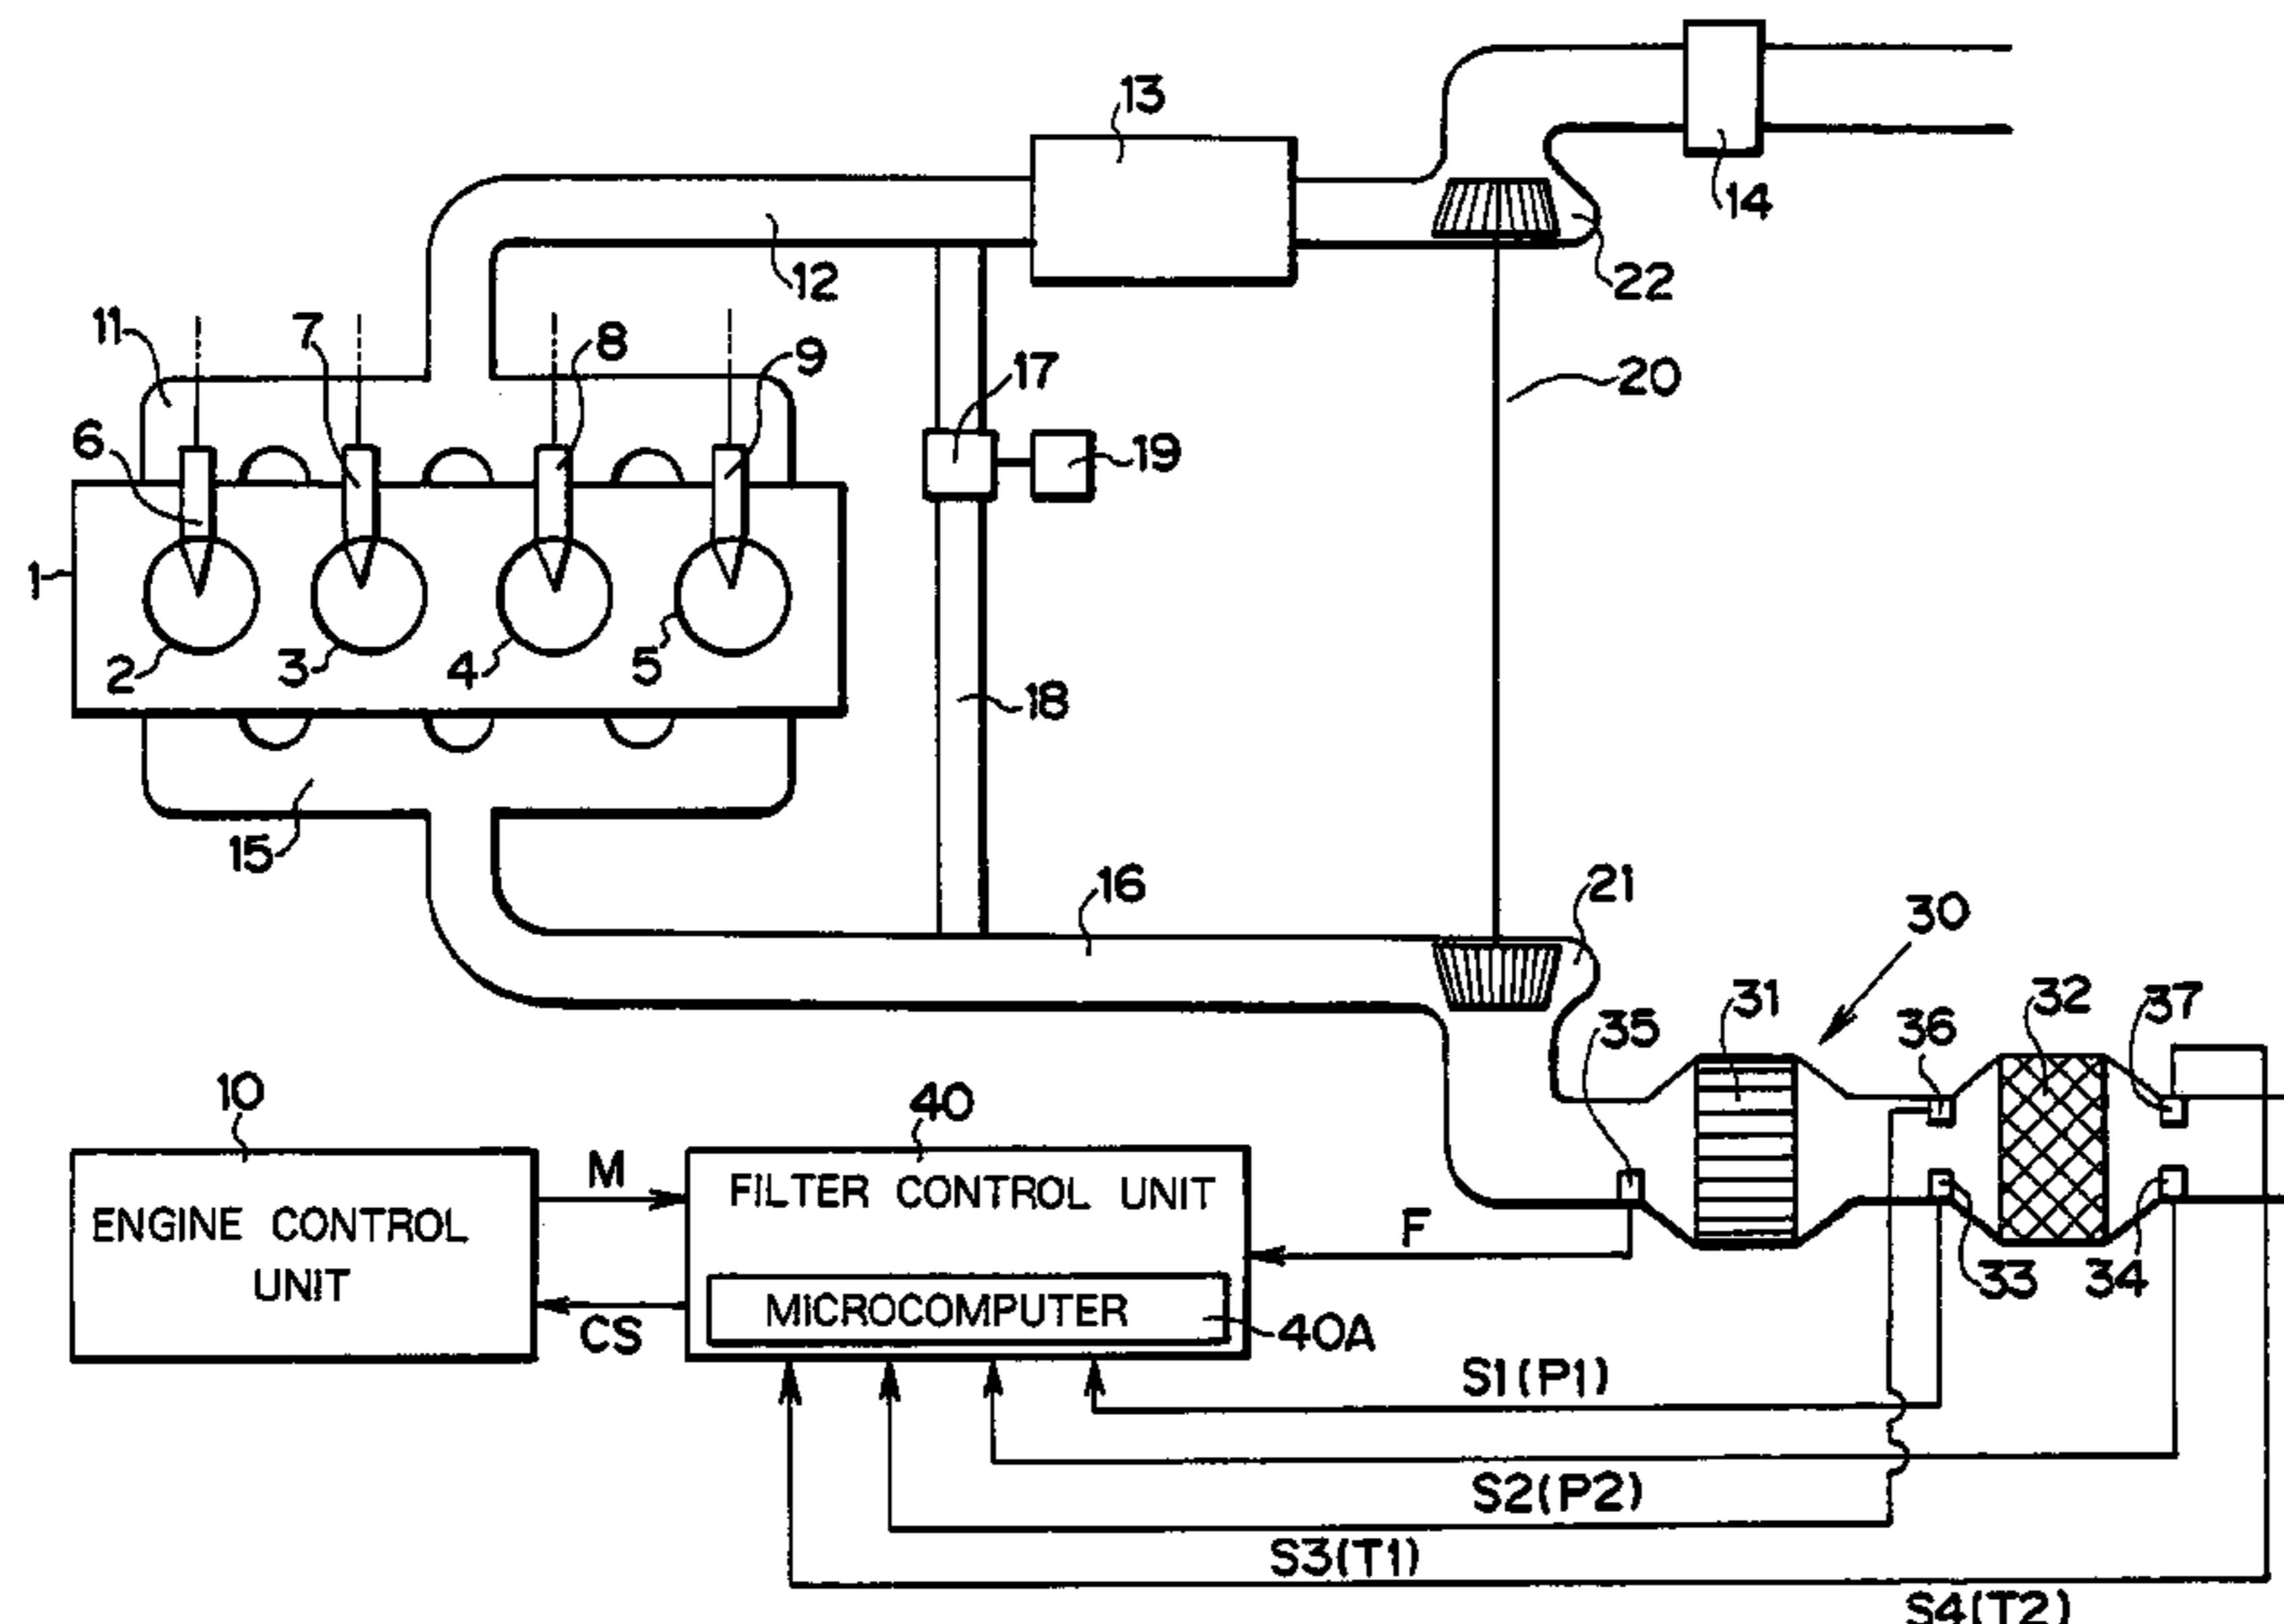 13
14
12
22
11
7
8
9
17
20
6
19
1
2
3
4
5
18
15
16
21
30
35
31
36
32
37
10
40
M
FILTER CONTROL UNIT
ENGINE CONTROL
UNIT
F
33
34
MICROCOMPUTER
CS
40A
S1(P1)
S2(P2)
S3(T1)
S4(T2)